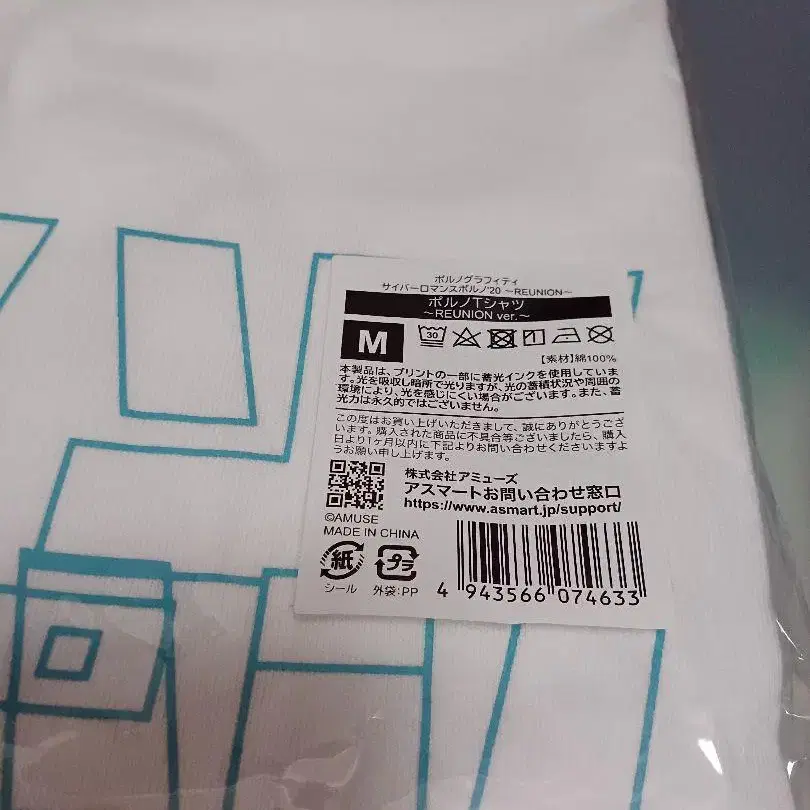 ポルノグラフィティ
サイバーロマンスポルノ'20 ～REUNION～
ポルノTシャツ
～REUNION ver.～
M
30
【素材】綿100%
本製品は、プリントの一部に蓄光インクを使用していま
す。光を吸収し暗所で光りますが、光の蓄積状況や周囲の
環境により、光を感じにくい場合がございます。また、蓄
光力は永久的ではございません。
この度はお買い上げいただきまして、誠にありがとうござ
います。購入された商品に不具合等ございましたら、購入
日より1ヶ月以内に下記よりお問い合わせくださいますよ
うお願い申し上げます。
株式会社アミューズ
アスマートお問い合わせ窓口
https://www.asmart.jp/support/
©AMUSE
MADE IN CHINA
紙
プラ
シール
外袋:PP
4 943566 074633